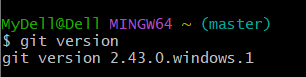 MyDell@Dell MINGW64 ~ (master)
$ git version
git version 2.43.0.windows.1